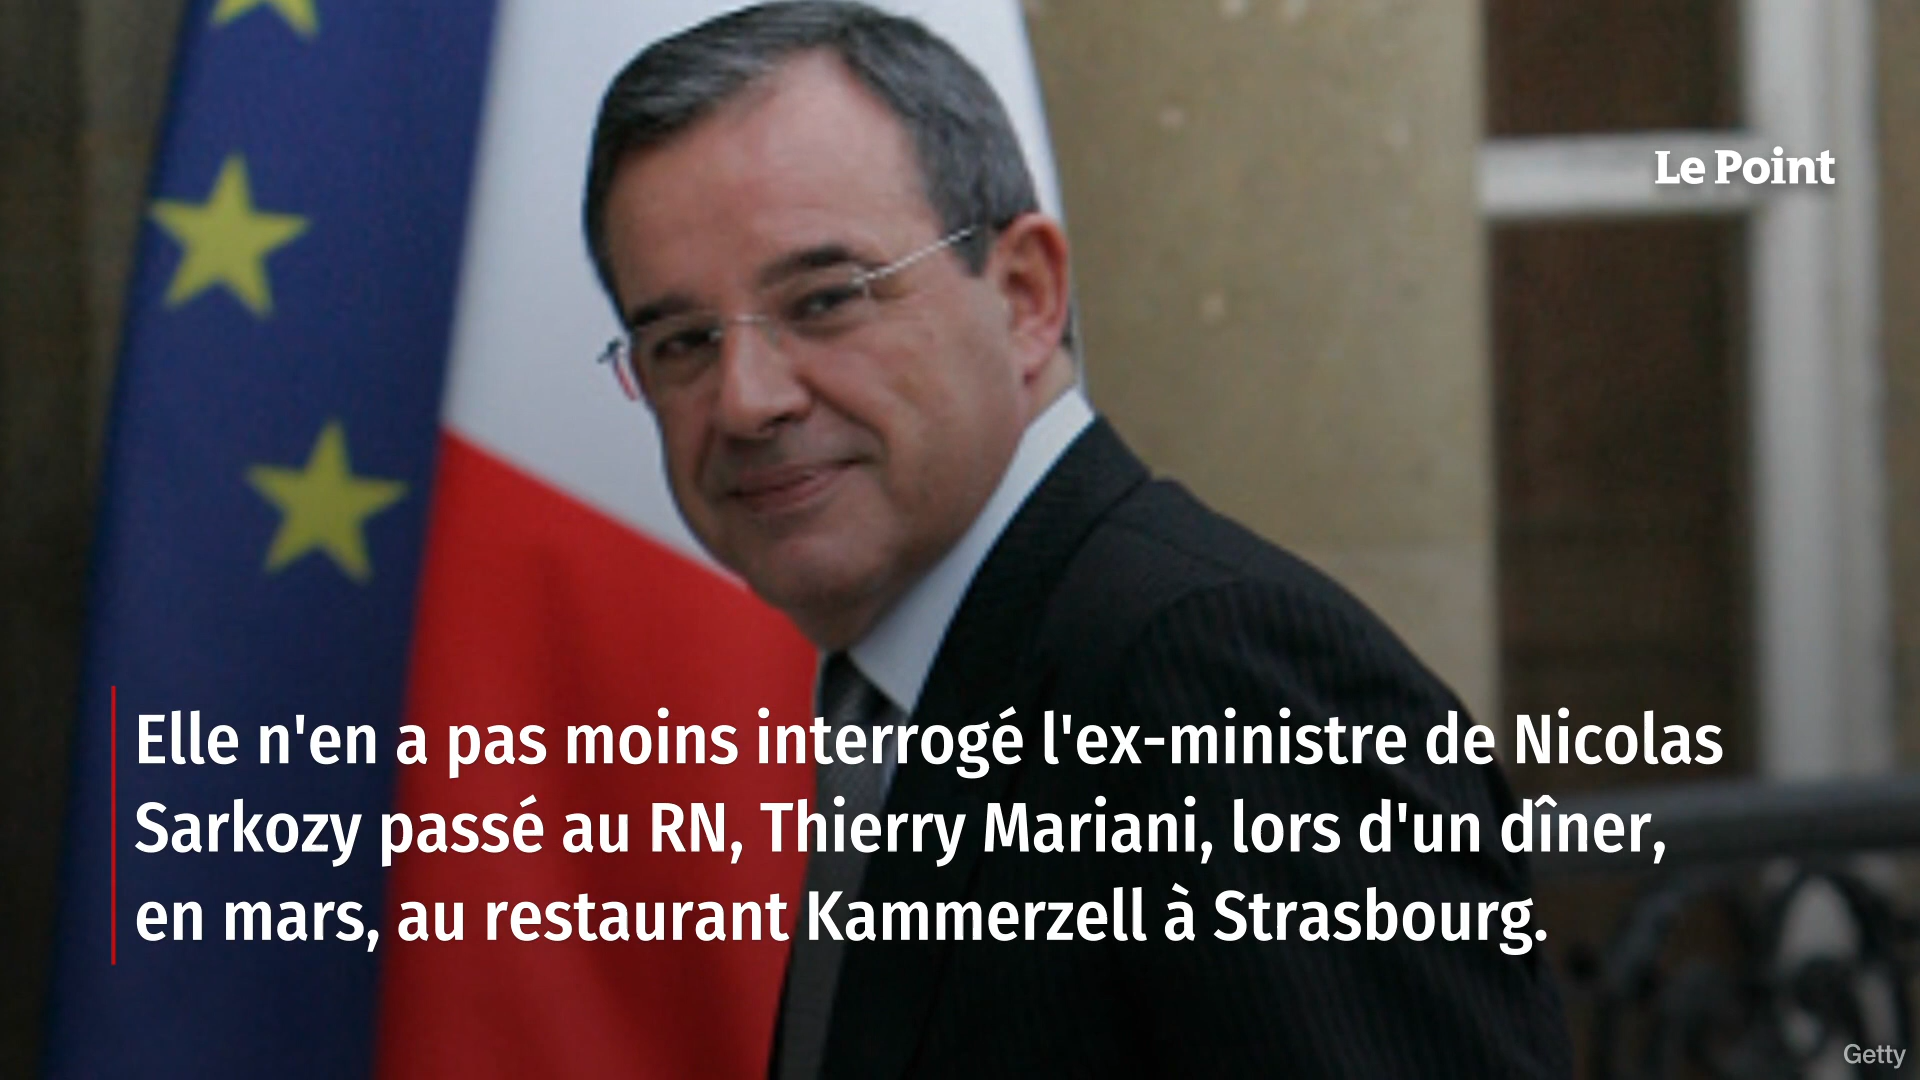 Le Point
Elle n'en a pas moins interrogé l'ex-ministre de Nicolas
Sarkozy passé au RN, Thierry Mariani, lors d'un dîner,
en mars, au restaurant Kammerzell à Strasbourg.
Getty